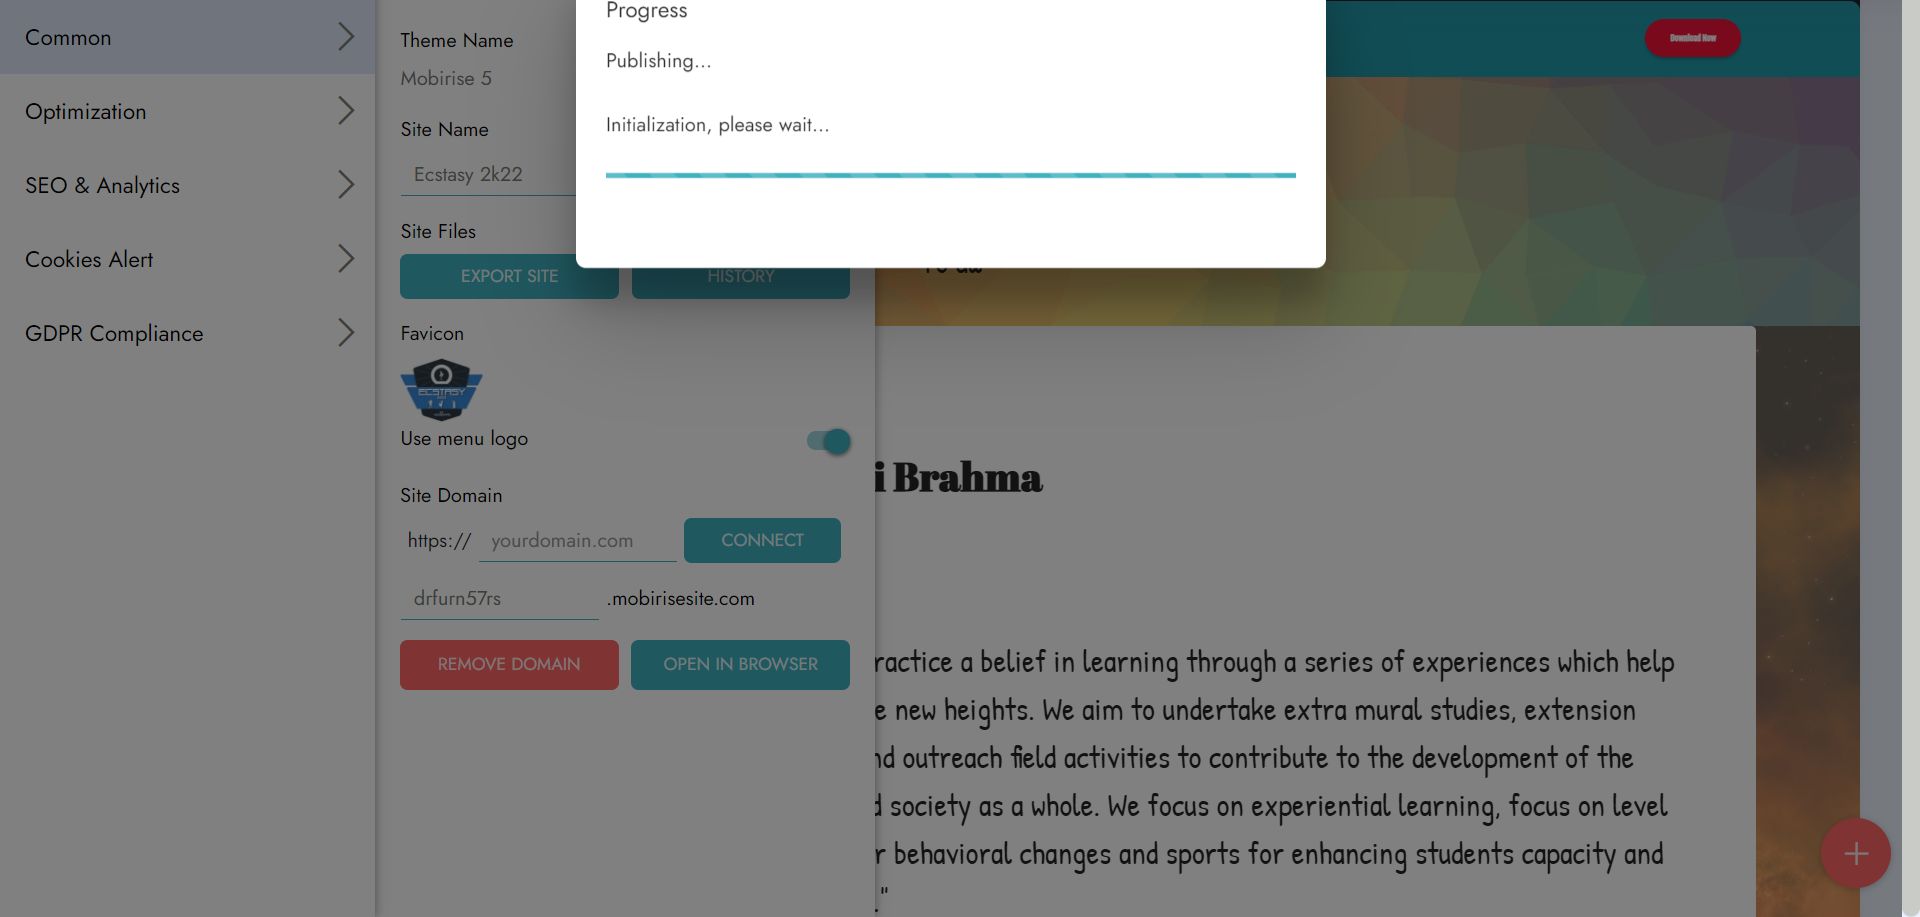 Common
Optimization
SEO & Analytics
Cookies Alert
GDPR Compliance
Theme Name
Mobirise 5
Site Name
Ecstasy 2k22
Site Files
EXPORT SITE
HISTORY
Favicon
ECSTASY
Use menu logo
Site Domain
https://
yourdomain.com
CONNECT
drfurn57rs
.mobirisesite.com
REMOVE DOMAIN
OPEN IN BROWSER
Progress
Publishing...
Initialization, please wait...
Download Now
i Brahma
ractice a belief in learning through a series of experiences which help
e new heights. We aim to undertake extra mural studies, extension
nd outreach field activities to contribute to the development of the
d society as a whole. We focus on experiential learning, focus on level
r behavioral changes and sports for enhancing students capacity and
."